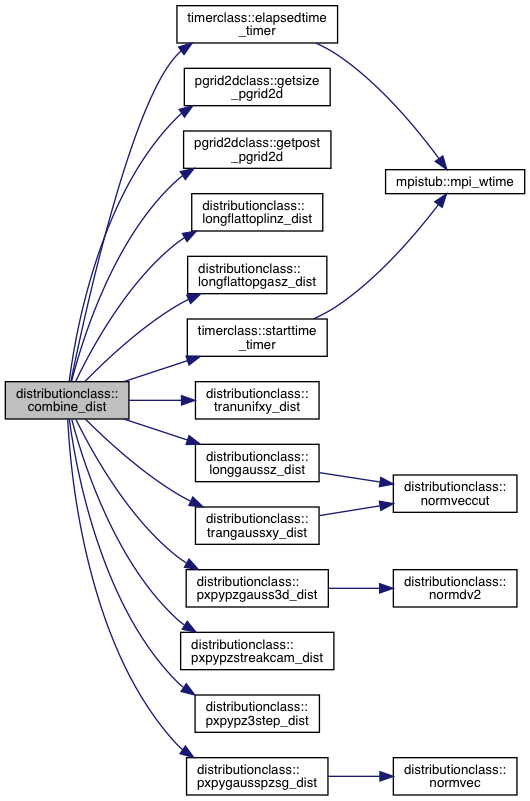 timerclass::elapsedtime
_timer
pgrid2dclass::getsize
_pgrid2d
pgrid2dclass::getpost
_pgrid2d
mpistub::mpi_wtime
distributionclass::
longflattoplinz_dist
distributionclass::
longflattopgasz_dist
timerclass::starttime
_timer
distributionclass::
combine_dist
distributionclass::
tranunifxy_dist
distributionclass::
longgaussz_dist
distributionclass::
normveccut
distributionclass::
trangaussxy_dist
distributionclass::
pxpypzgauss3d_dist
distributionclass::
normdv2
distributionclass::
pxpypzstreakcam_dist
distributionclass::
pxpypz3step_dist
distributionclass::
pxpygausspzsg_dist
distributionclass::
normvec